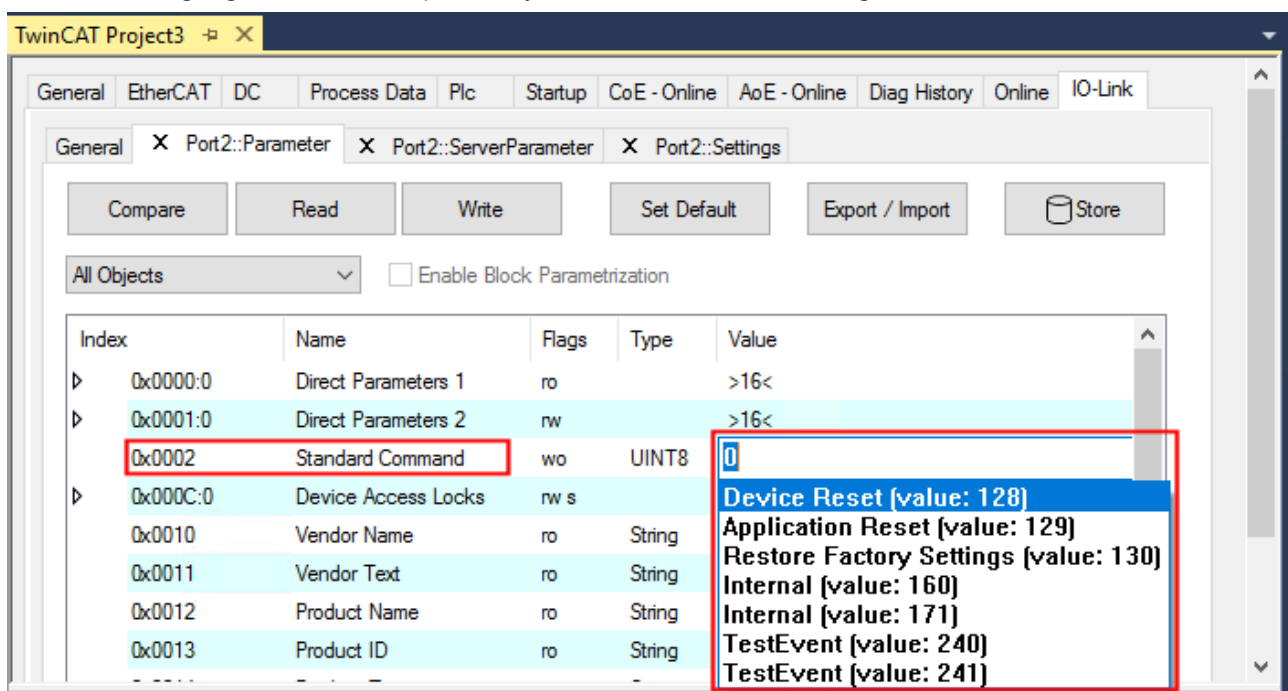 TwinCAT Project3
General EtherCAT DC Process Data Plc Startup CoE - Online AoE - Online Diag History Online IO-Link
General X Port2::Parameter X Port2::ServerParameter X Port2::Settings
Compare Read Write Set Default Export / Import Store
All Objects Enable Block Parametrization
Index Name Flags Type Value
0x0000:0 Direct Parameters 1 ro >16<
0x0001:0 Direct Parameters 2 rw >16<
0x0002 Standard Command wo UINT8 0
0x000C:0 Device Access Locks rw s Device Reset (value: 128)
0x0010 Vendor Name ro String Application Reset (value: 129)
Restore Factory Settings (value: 130)
0x0011 Vendor Text ro String Internal (value: 160)
0x0012 Product Name ro String Internal (value: 171)
0x0013 Product ID ro String TestEvent (value: 240)
TestEvent (value: 241)